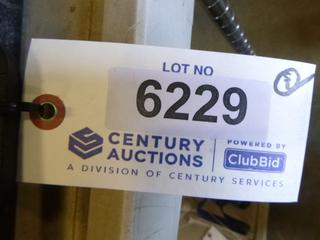 LOT NO
6229
CENTURY
AUCTIONS
POWERED BY
ClubBid
A DIVISION OF CENTURY SERVICES